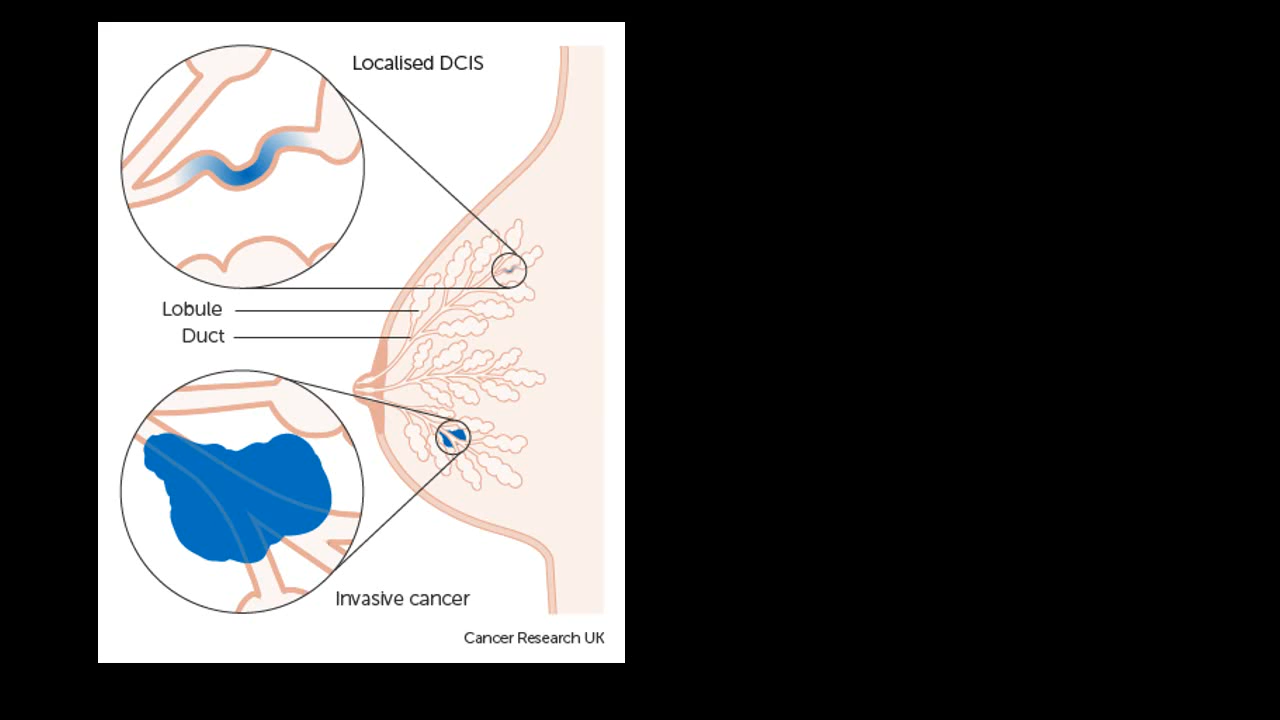 Localised DCIS
Lobule
Duct
Invasive cancer
Cancer Research UK